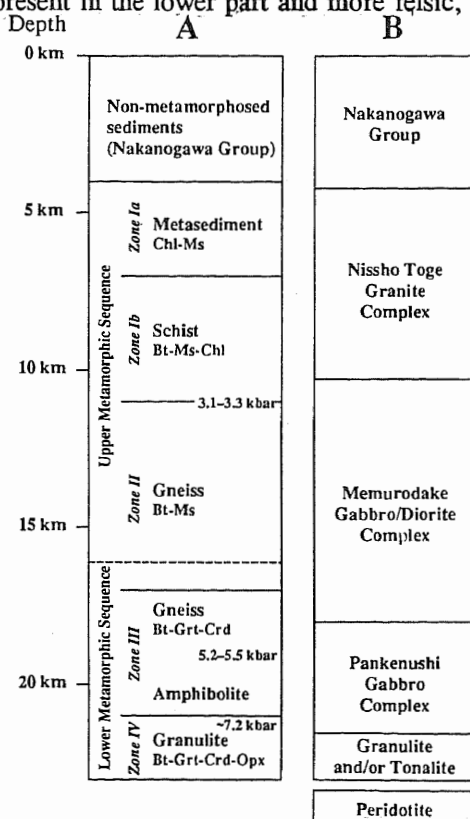 present in the lower part and more felsic,
Depth
A
B
0 km
5 km
10 km
15 km
20 km
Upper Metamorphic Sequence
Lower Metamorphic Sequence
Non-metamorphosed
sediments
(Nakanogawa Group)
Zone Ia
Metasediment
Chl-Ms
Zone Ib
Schist
Bt-Ms-Chl
3.1–3.3 kbar
Zone II
Gneiss
Bt-Ms
Zone III
Gneiss
Bt-Grt-Crd
5.2–5.5 kbar
Amphibolite
~7.2 kbar
Zone IV
Granulite
Bt-Grt-Crd-Opx
Nakanogawa
Group
Nissho Toge
Granite
Complex
Memurodake
Gabbro/Diorite
Complex
Pankenushi
Gabbro
Complex
Granulite
and/or Tonalite
Peridotite